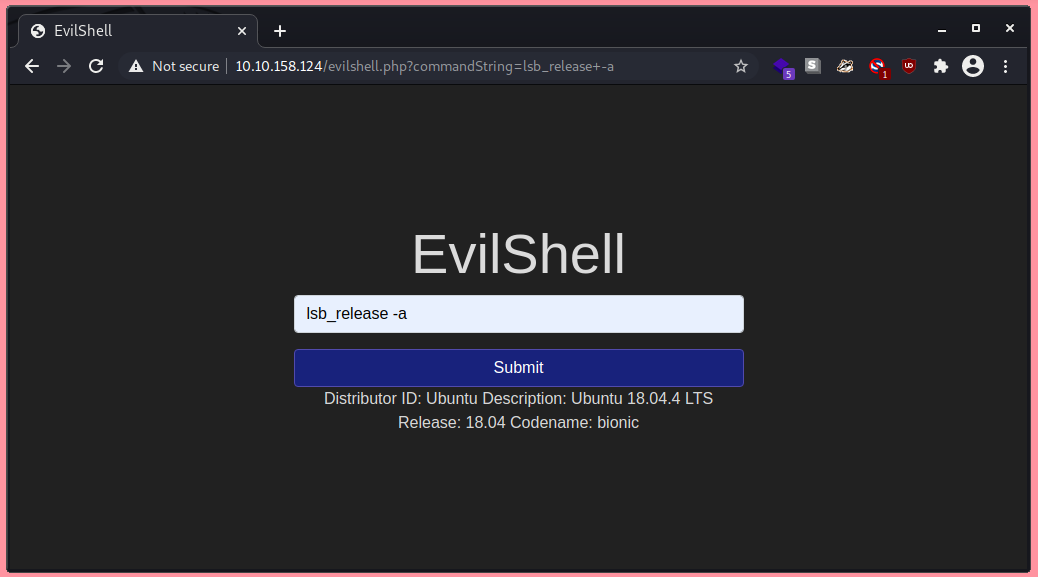 EvilShell
Not secure 10.10.158.124/evilshell.php?commandString=lsb_release+-a
5
S
1
UD
EvilShell
lsb_release -a
Submit
Distributor ID: Ubuntu Description: Ubuntu 18.04.4 LTS
Release: 18.04 Codename: bionic